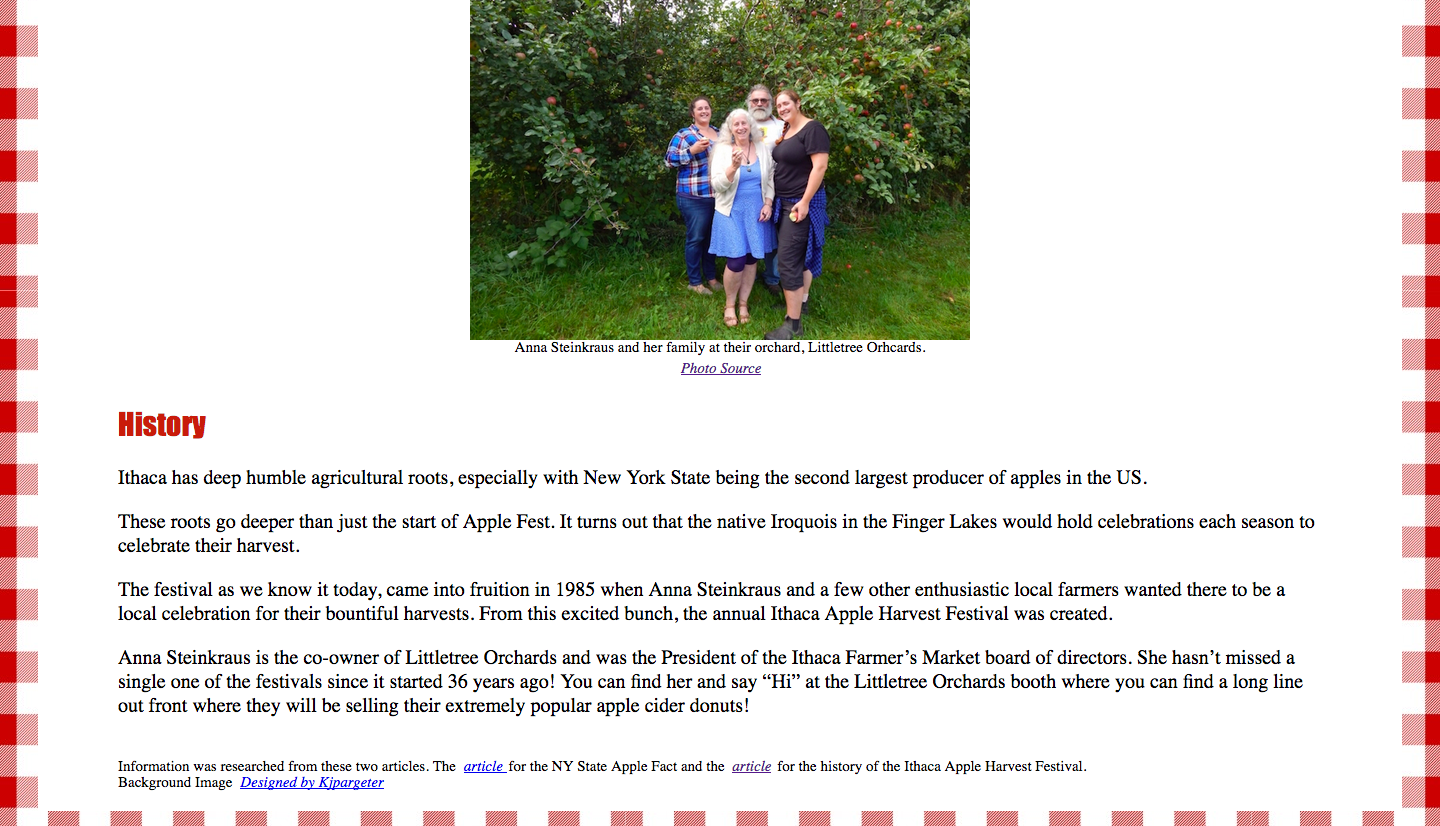 Anna Steinkraus and her family at their orchard, Littletree Orhcards.
Photo Source
History
Ithaca has deep humble agricultural roots, especially with New York State being the second largest producer of apples in the US.
These roots go deeper than just the start of Apple Fest. It turns out that the native Iroquois in the Finger Lakes would hold celebrations each season to
celebrate their harvest.
The festival as we know it today, came into fruition in 1985 when Anna Steinkraus and a few other enthusiastic local farmers wanted there to be a
local celebration for their bountiful harvests. From this excited bunch, the annual Ithaca Apple Harvest Festival was created.
Anna Steinkraus is the co-owner of Littletree Orchards and was the President of the Ithaca Farmer’s Market board of directors. She hasn’t missed a
single one of the festivals since it started 36 years ago! You can find her and say “Hi” at the Littletree Orchards booth where you can find a long line
out front where they will be selling their extremely popular apple cider donuts!
Information was researched from these two articles. The article for the NY State Apple Fact and the article for the history of the Ithaca Apple Harvest Festival.
Background Image Designed by Kjpargeter